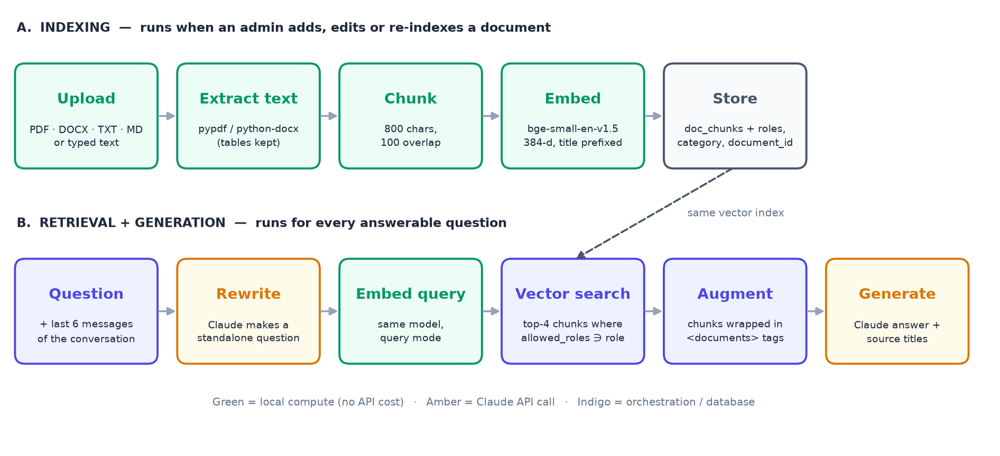 A.  INDEXING  —  runs when an admin adds, edits or re-indexes a document
Upload
PDF · DOCX · TXT · MD
or typed text
Extract text
pypdf / python-docx
(tables kept)
Chunk
800 chars,
100 overlap
Embed
bge-small-en-v1.5
384-d, title prefixed
Store
doc_chunks + roles,
category, document_id
same vector index
B.  RETRIEVAL + GENERATION  —  runs for every answerable question
Question
+ last 6 messages
of the conversation
Rewrite
Claude makes a
standalone question
Embed query
same model,
query mode
Vector search
top-4 chunks where
allowed_roles ∋ role
Augment
chunks wrapped in
<documents> tags
Generate
Claude answer +
source titles
Green = local compute (no API cost)   ·   Amber = Claude API call   ·   Indigo = orchestration / database